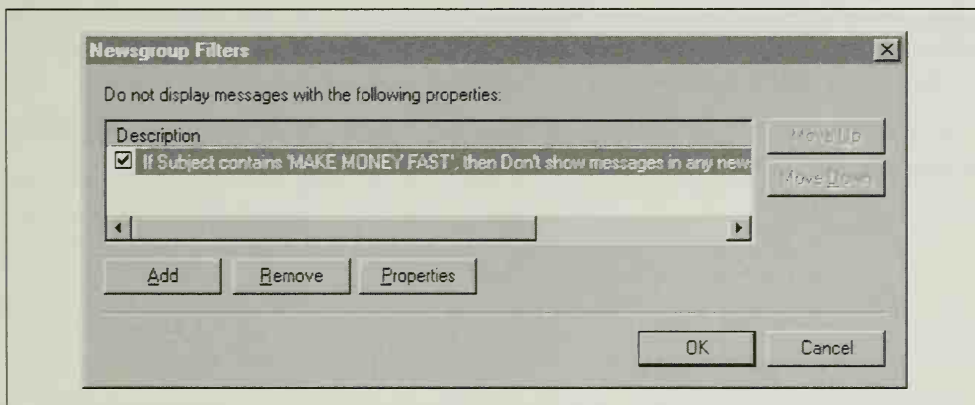 Newsgroup Filters
Do not display messages with the following properties:
Description
If Subject contains 'MAKE MONEY FAST', then Don't show messages in any new
Move Up
Move Down
Add
Remove
Properties
OK
Cancel